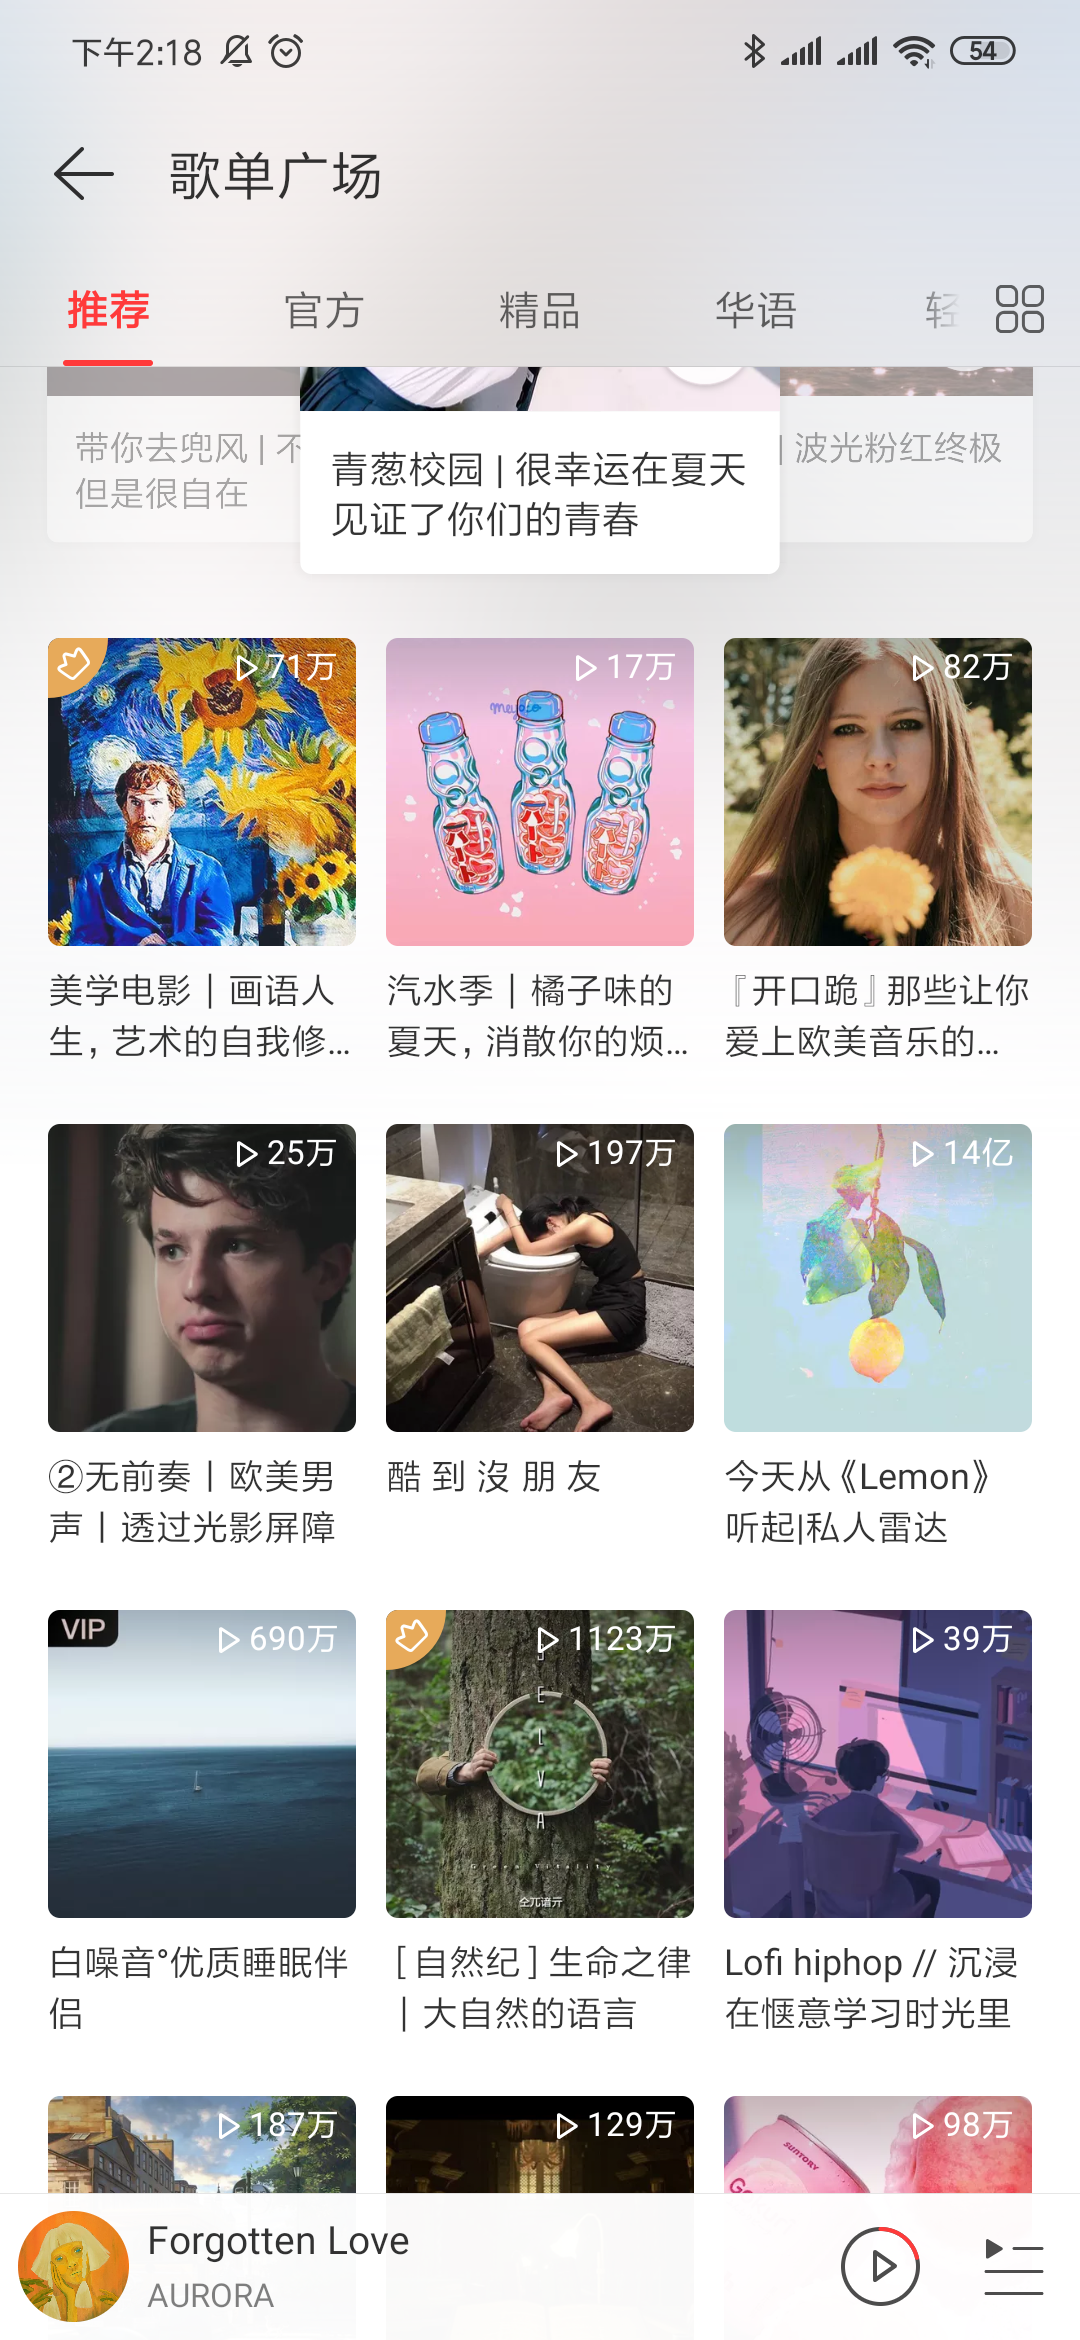 下午2:18
54
歌单广场
推荐
官方
精品
华语
轻
带你去兜风 | 不
但是很自在
青葱校园 | 很幸运在夏天
见证了你们的青春
| 波光粉红终极
71万
17万
meyoco
82万
美学电影｜画语人
生，艺术的自我修...
汽水季｜橘子味的
夏天，消散你的烦...
『开口跪』那些让你
爱上欧美音乐的...
25万
197万
14亿
②无前奏丨欧美男
声丨透过光影屏障
酷 到 沒 朋 友
今天从《Lemon》
听起|私人雷达
VIP
690万
1123万
SELVA
Green Vitality
39万
白噪音°优质睡眠伴
侣
［自然纪］生命之律
｜大自然的语言
Lofi hiphop // 沉浸
在惬意学习时光里
187万
129万
98万
SUNTORY
Forgotten Love
AURORA